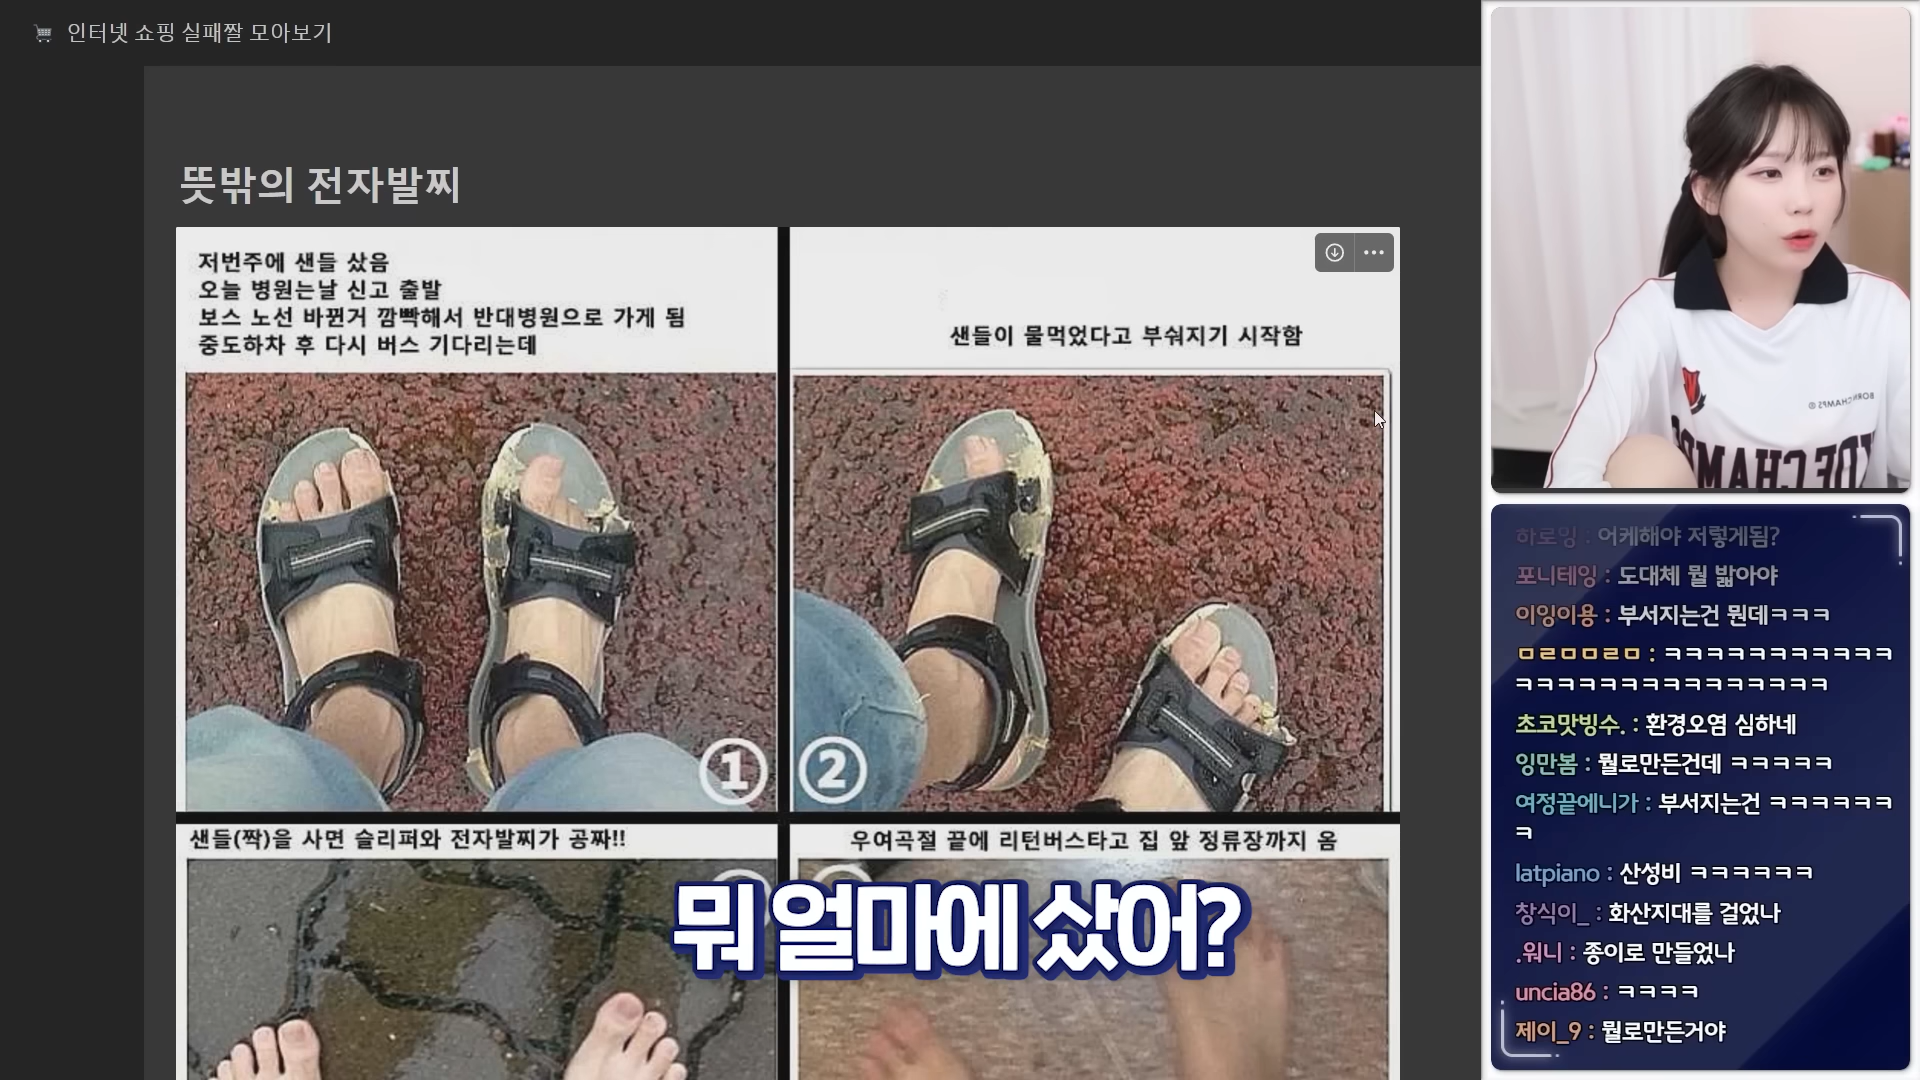 인터넷 쇼핑 실패짤 모아보기
뜻밖의 전자발찌
저번주에 샌들 샀음
오늘 병원는날 신고 출발
보스 노선 바뀐거 깜빡해서 반대병원으로 가게 됨
중도하차 후 다시 버스 기다리는데
샌들이 물먹었다고 부숴지기 시작함
①
②
샌들(짝)을 사면 슬리퍼와 전자발찌가 공짜!!
우여곡절 끝에 리턴버스타고 집 앞 정류장까지 옴
뭐 얼마에 샀어?
하로잉 : 어케해야 저렇게됨?
포니테잉 : 도대체 뭘 밟아야
이잉이용 : 부서지는건 뭔데ㅋㅋㅋ
ㅁㄹㅁㅁㄹㅁ : ㅋㅋㅋㅋㅋㅋㅋㅋㅋㅋㅋ
ㅋㅋㅋㅋㅋㅋㅋㅋㅋㅋㅋㅋㅋㅋㅋ
초코맛빙수. : 환경오염 심하네
잉만봄 : 뭘로만든건데 ㅋㅋㅋㅋㅋ
여정끝에니가 : 부서지는건 ㅋㅋㅋㅋㅋㅋ
ㅋ
latpiano : 산성비 ㅋㅋㅋㅋㅋㅋ
창식이_ : 화산지대를 걸었나
.워니 : 종이로 만들었나
uncia86 : ㅋㅋㅋㅋ
제이_9 : 뭘로만든거야